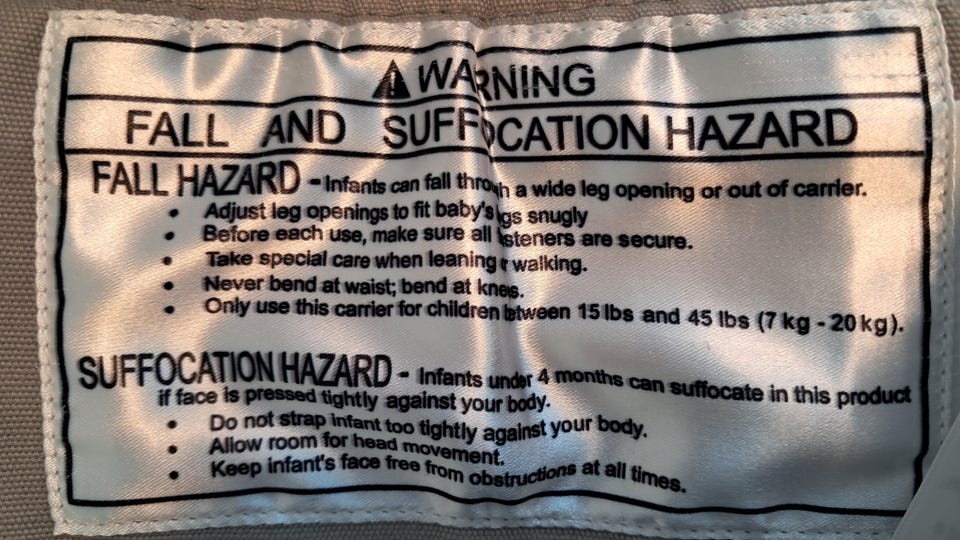 ⚠ WARNING
FALL AND SUFFOCATION HAZARD
FALL HAZARD - Infants can fall through a wide leg opening or out of carrier.
• Adjust leg openings to fit baby's legs snugly
• Before each use, make sure all fasteners are secure.
• Take special care when leaning or walking.
• Never bend at waist; bend at knees.
• Only use this carrier for children between 15 lbs and 45 lbs (7 kg - 20 kg).
SUFFOCATION HAZARD - Infants under 4 months can suffocate in this product
if face is pressed tightly against your body.
• Do not strap infant too tightly against your body.
• Allow room for head movement.
• Keep infant's face free from obstructions at all times.